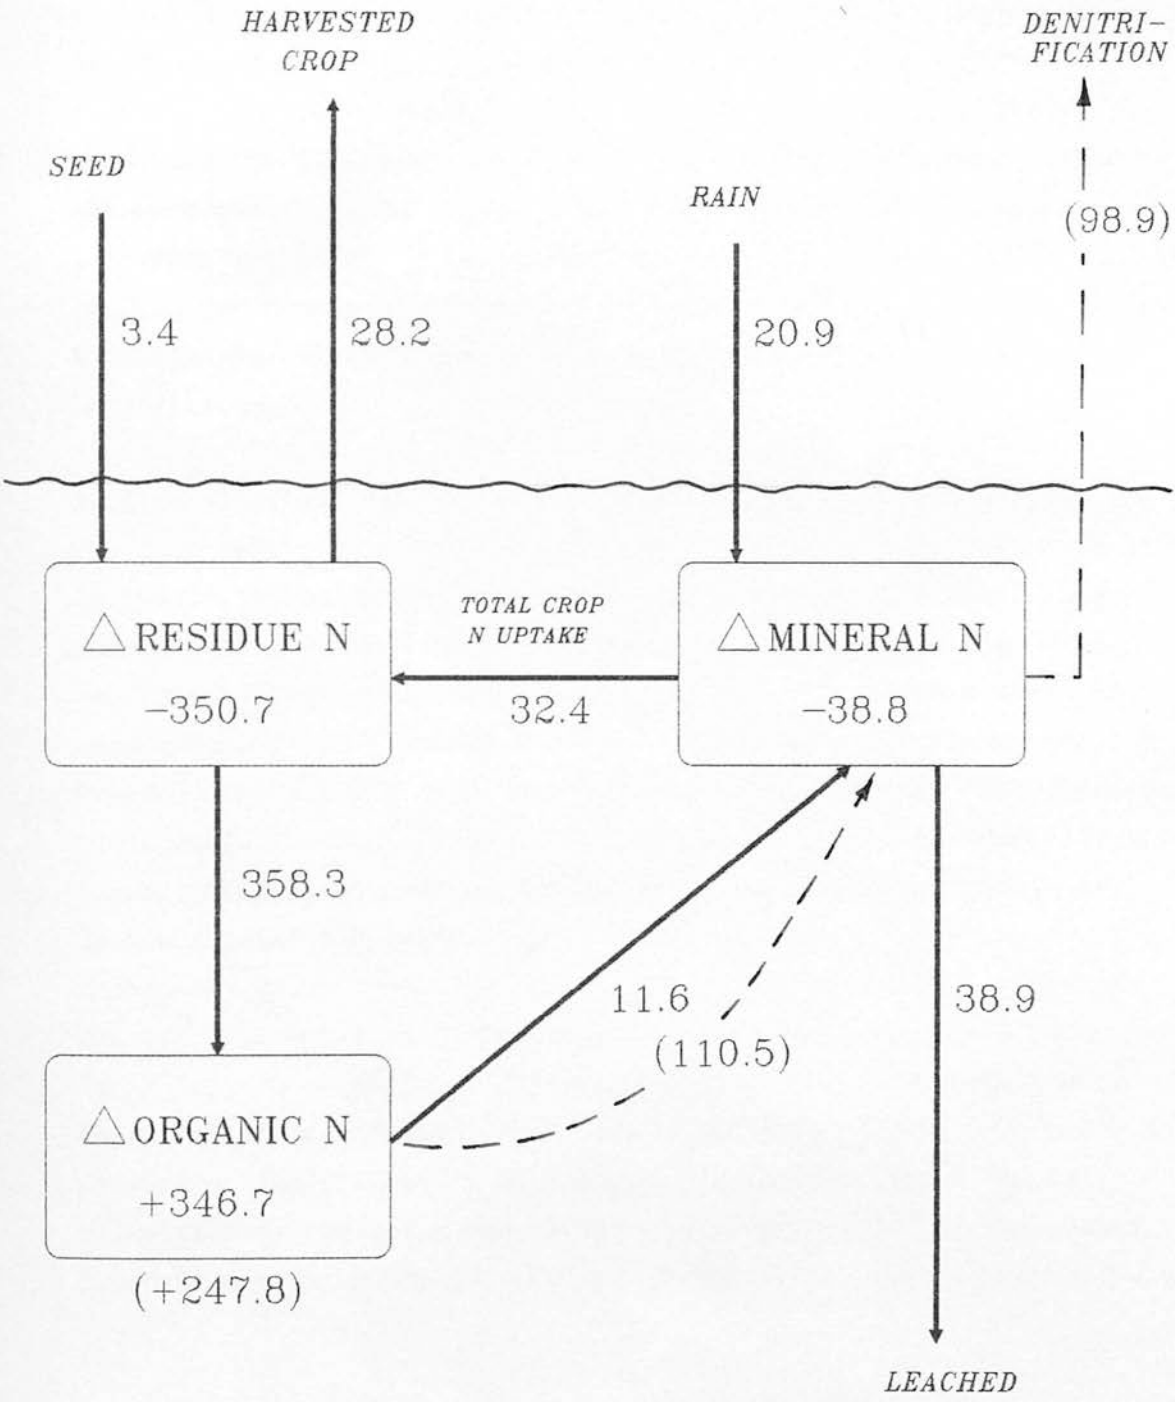 HARVESTED
CROP
DENITRI-
FICATION
SEED
RAIN
(98.9)
3.4
28.2
20.9
△ RESIDUE N
-350.7
TOTAL CROP
N UPTAKE
32.4
△ MINERAL N
-38.8
358.3
11.6
(110.5)
38.9
△ ORGANIC N
+346.7
(+247.8)
LEACHED